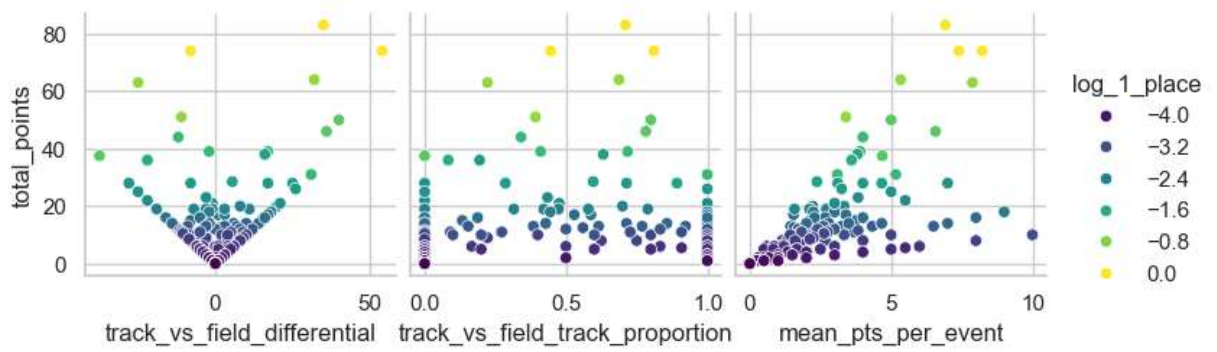 80
60
40
20
0
total_points
0 50
track_vs_field_differential
0.0 0.5 1.0
track_vs_field_track_proportion
0 5 10
mean_pts_per_event
log_1_place
−4.0
−3.2
−2.4
−1.6
−0.8
0.0